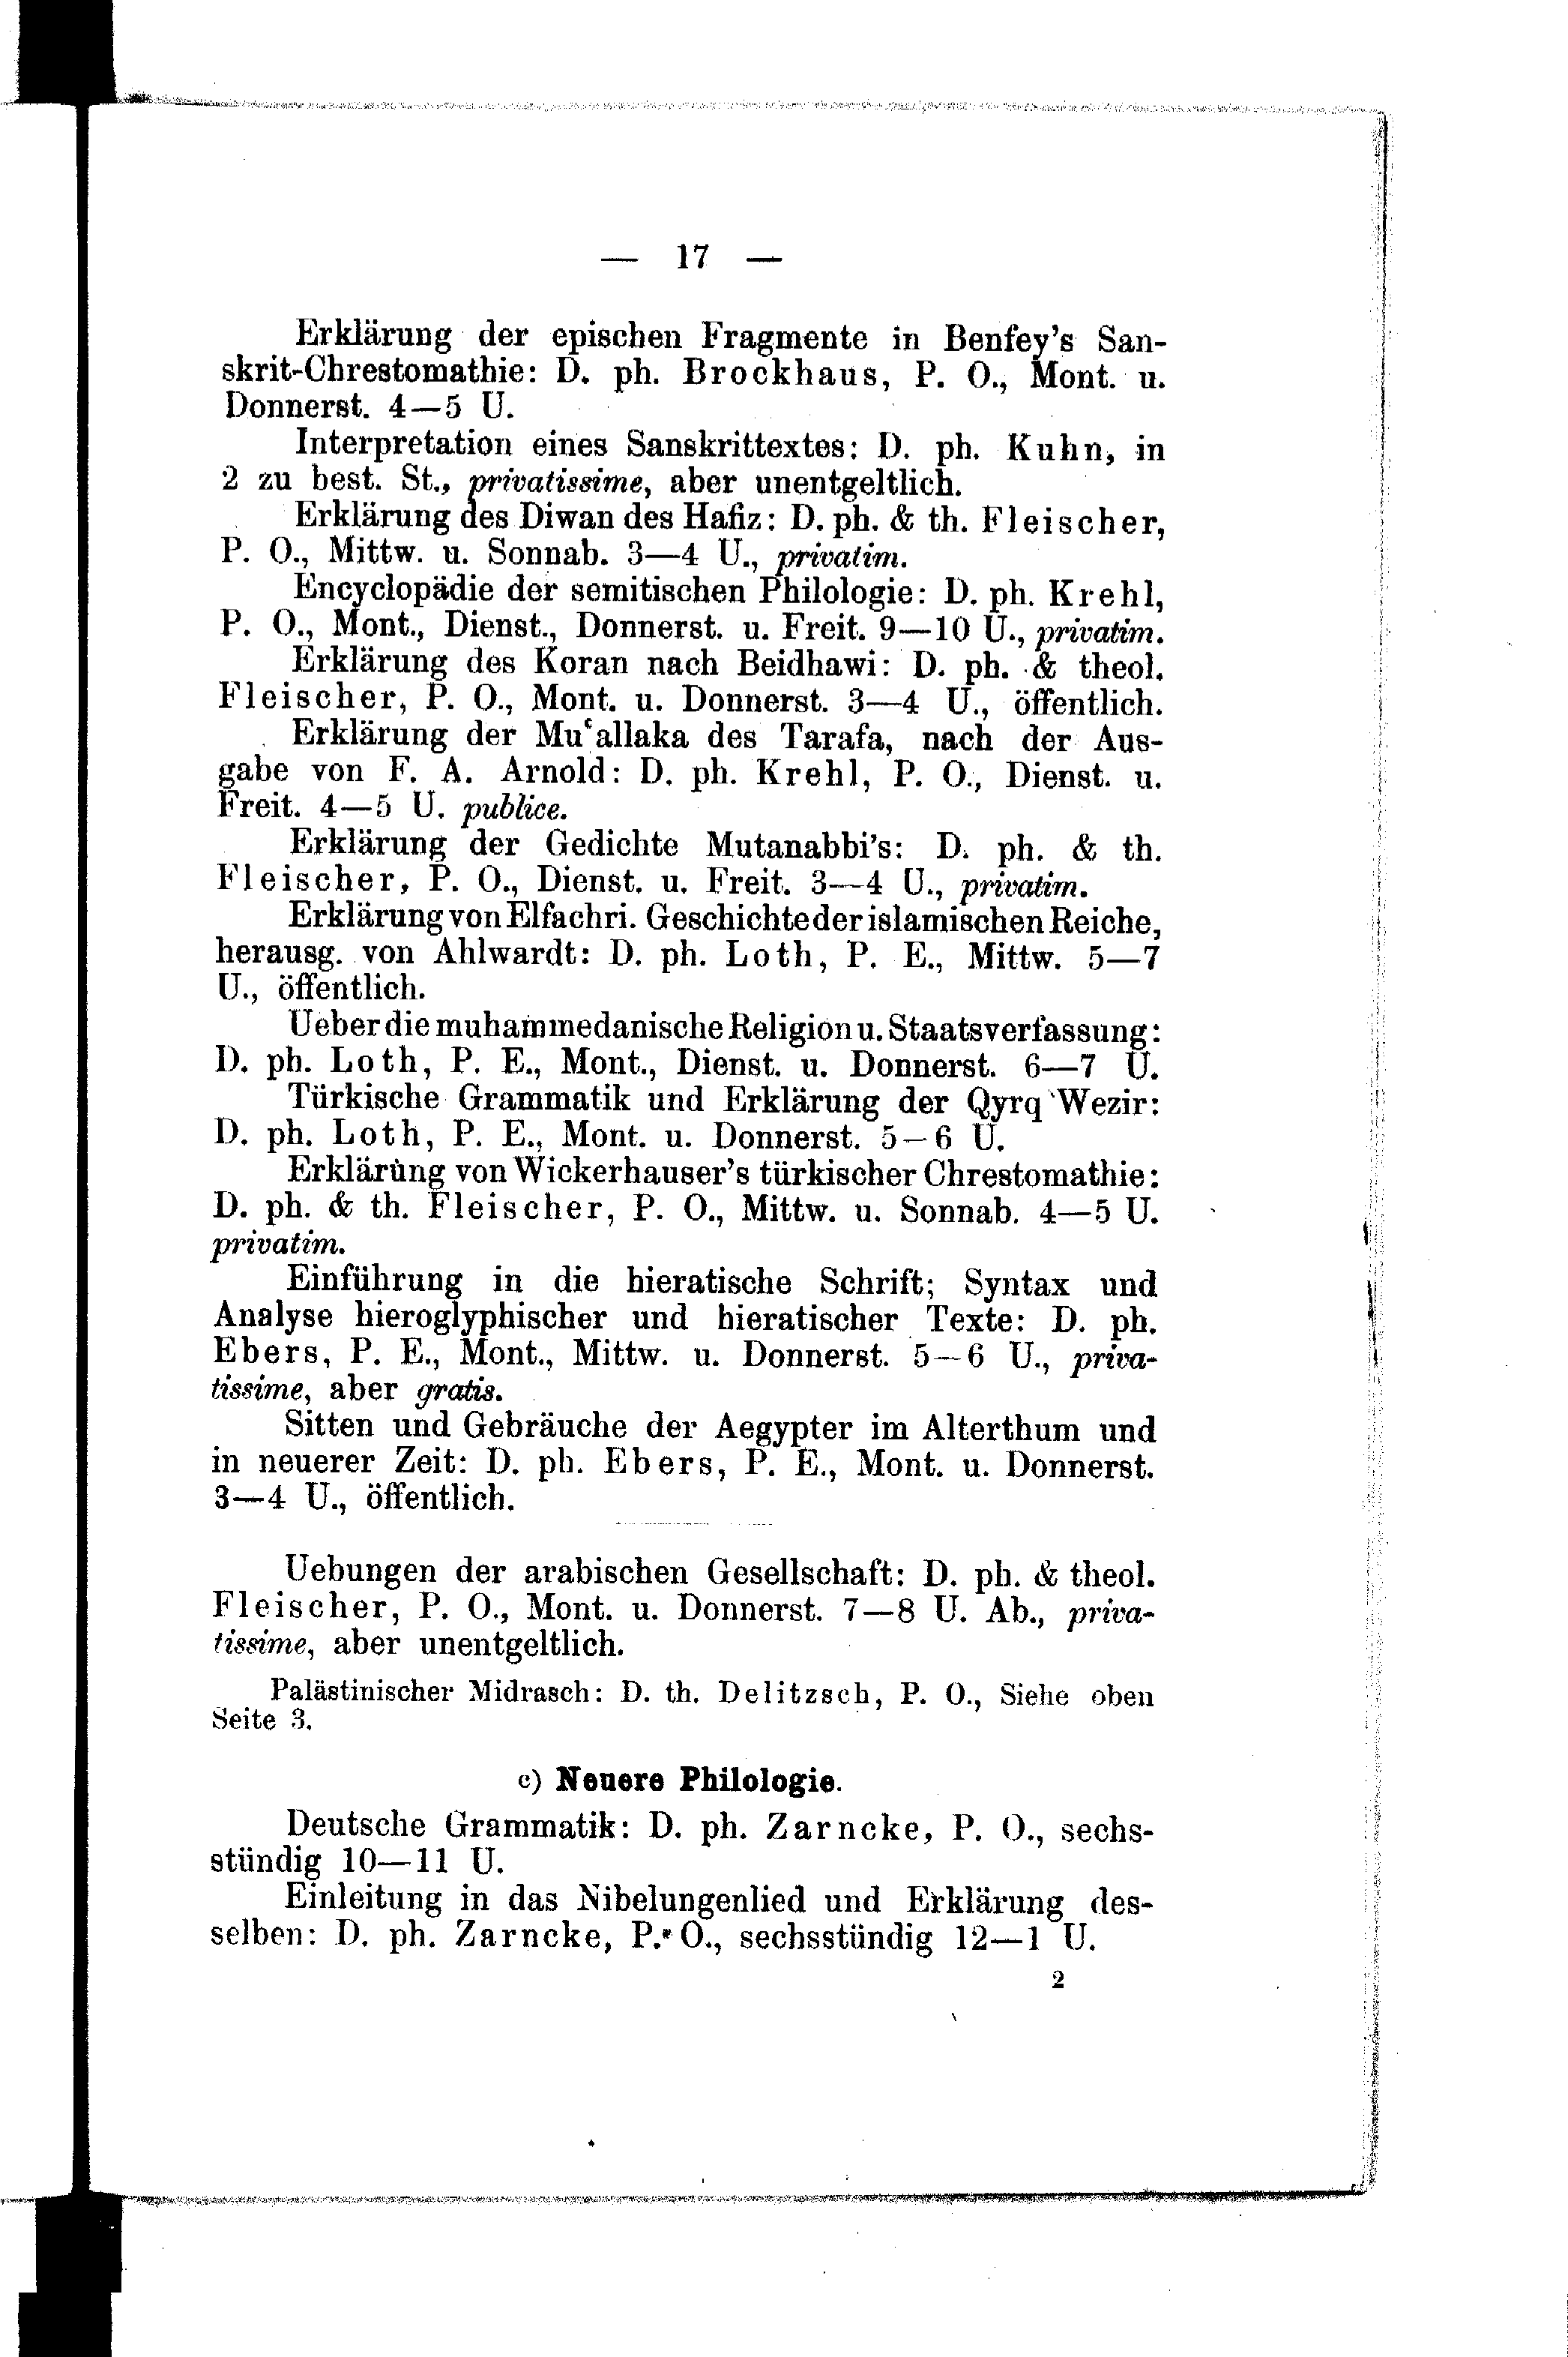 — 17 —
Erklärung der epischen Fragmente in Benfey's San-
skrit-Chrestomathie: D. ph. Brockhaus, P. O., Mont. u.
Donnerst. 4—5 U.
Interpretation eines Sanskrittextes: D. ph. Kuhn, in
2 zu best. St., privatissime, aber unentgeltlich.
Erklärung des Diwan des Hafiz: D. ph. & th. Fleischer,
P. O., Mittw. u. Sonnab. 3—4 U., privatim.
Encyclopädie der semitischen Philologie: D. ph. Krehl,
P. O., Mont., Dienst., Donnerst. u. Freit. 9—10 U., privatim.
Erklärung des Koran nach Beidhawi: D. ph. & theol.
Fleischer, P. O., Mont. u. Donnerst. 3—4 U., öffentlich.
Erklärung der Muʿallaka des Tarafa, nach der Aus-
gabe von F. A. Arnold: D. ph. Krehl, P. O., Dienst. u.
Freit. 4—5 U. publice.
Erklärung der Gedichte Mutanabbi's: D. ph. & th.
Fleischer, P. O., Dienst. u. Freit. 3—4 U., privatim.
Erklärung von Elfachri. Geschichte der islamischen Reiche,
herausg. von Ahlwardt: D. ph. Loth, P. E., Mittw. 5—7
U., öffentlich.
Ueber die muhammedanische Religion u. Staatsverfassung:
D. ph. Loth, P. E., Mont., Dienst. u. Donnerst. 6—7 U.
Türkische Grammatik und Erklärung der Qyrq Wezir:
D. ph. Loth, P. E., Mont. u. Donnerst. 5—6 U.
Erklärung von Wickerhauser's türkischer Chrestomathie:
D. ph. & th. Fleischer, P. O., Mittw. u. Sonnab. 4—5 U.
privatim.
Einführung in die hieratische Schrift; Syntax und
Analyse hieroglyphischer und hieratischer Texte: D. ph.
Ebers, P. E., Mont., Mittw. u. Donnerst. 5—6 U., priva-
tissime, aber gratis.
Sitten und Gebräuche der Aegypter im Alterthum und
in neuerer Zeit: D. ph. Ebers, P. E., Mont. u. Donnerst.
3—4 U., öffentlich.
Uebungen der arabischen Gesellschaft: D. ph. & theol.
Fleischer, P. O., Mont. u. Donnerst. 7—8 U. Ab., priva-
tissime, aber unentgeltlich.
Palästinischer Midrasch: D. th. Delitzsch, P. O., Siehe oben
Seite 3.
c) Neuere Philologie.
Deutsche Grammatik: D. ph. Zarncke, P. O., sechs-
stündig 10—11 U.
Einleitung in das Nibelungenlied und Erklärung des-
selben: D. ph. Zarncke, P. O., sechsstündig 12—1 U.
2